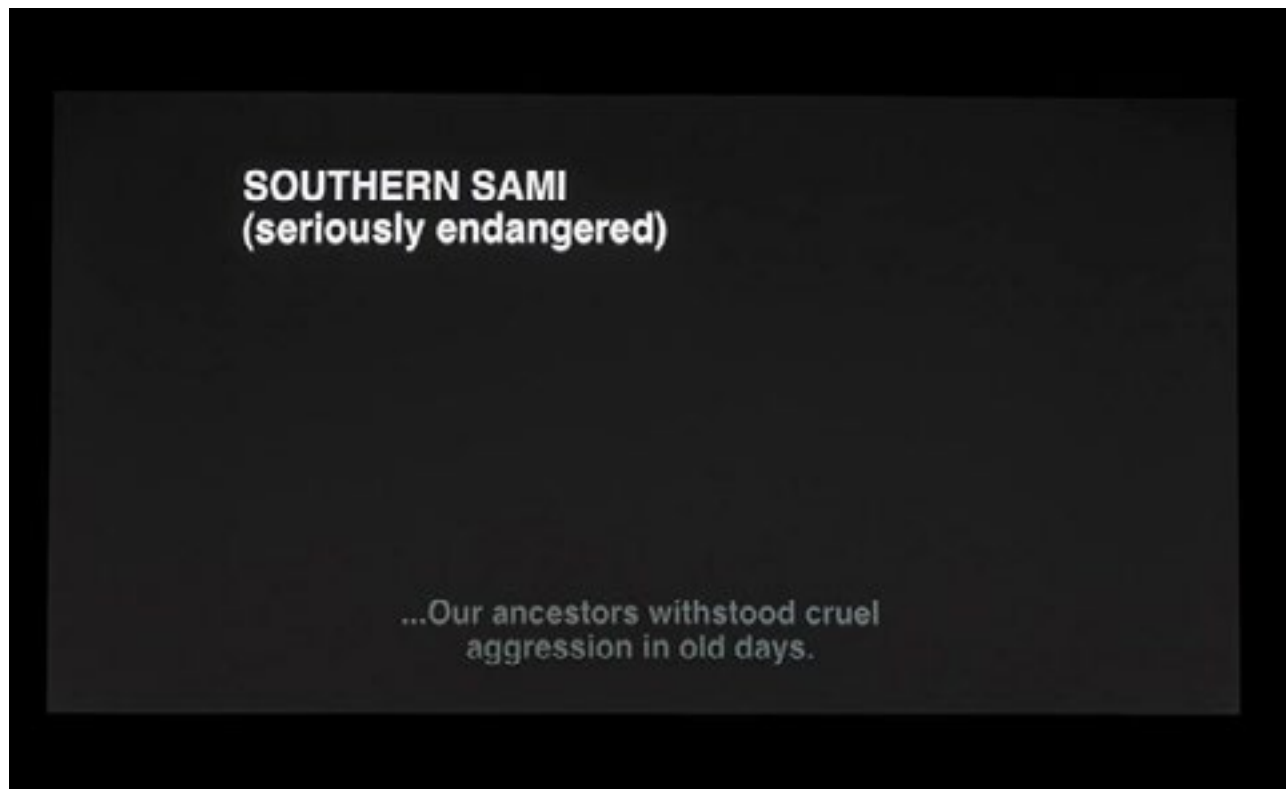 SOUTHERN SAMI
(seriously endangered)
...Our ancestors withstood cruel
aggression in old days.